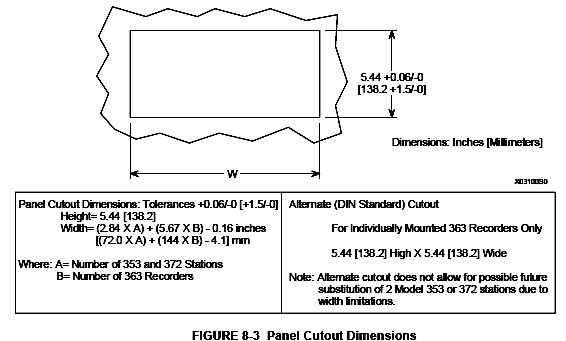 5.44 +0.06/-0
[138.2 +1.5/-0]
Dimensions: Inches [Millimeters]
W
X03100S0
Panel Cutout Dimensions: Tolerances +0.06/-0 [+1.5/-0]
Height= 5.44 [138.2]
Width= (2.84 X A) + (5.67 X B) - 0.16 inches
[(72.0 X A) + (144 X B) - 4.1] mm
Where: A= Number of 353 and 372 Stations
B= Number of 363 Recorders
Alternate (DIN Standard) Cutout
For Individually Mounted 363 Recorders Only
5.44 [138.2] High X 5.44 [138.2] Wide
Note: Alternate cutout does not allow for possible future
substitution of 2 Model 353 or 372 stations due to
width limitations.
FIGURE 8-3 Panel Cutout Dimensions